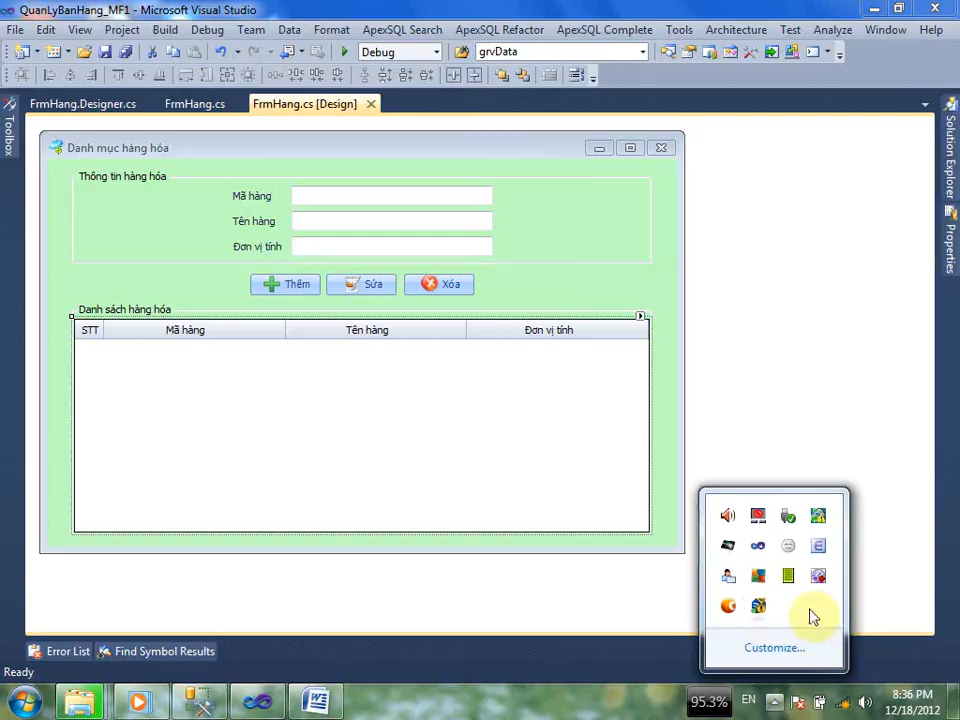 QuanLyBanHang_MF1 - Microsoft Visual Studio
File Edit View Project Build Debug Team Data Format ApexSQL Search ApexSQL Refactor ApexSQL Complete Tools Architecture Test Analyze Window Help
Debug grvData
FrmHang.Designer.cs FrmHang.cs FrmHang.cs [Design]
Toolbox
Solution Explorer
Properties
Danh mục hàng hóa
Thông tin hàng hóa
Mã hàng
Tên hàng
Đơn vị tính
Thêm Sửa Xóa
Danh sách hàng hóa
STT Mã hàng Tên hàng Đơn vị tính
Customize...
Error List Find Symbol Results
Ready
95.3% EN 8:36 PM
12/18/2012